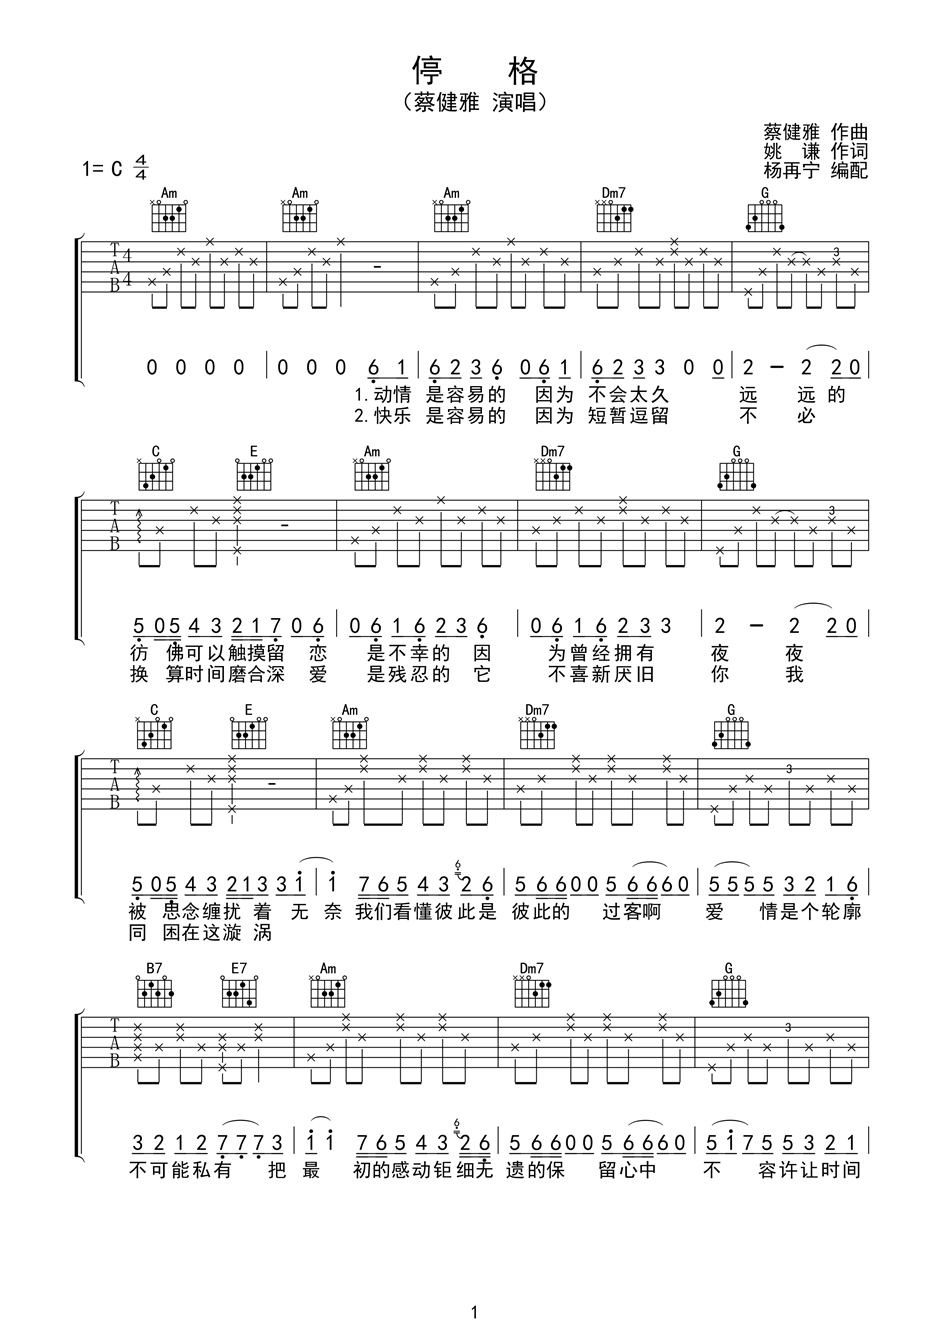 停 格
（蔡健雅 演唱）
蔡健雅 作曲
姚 谦 作词
1= C 4/4
杨再宁 编配
Am Am Am Dm7 G
T A B 4 4 3
0 0 0 0 0 0 0 6 1 6 2 3 6 0 6 1 6 2 3 3 0 0 2 - 2 2 0
1.动情 是容易的 因为 不会太久 远 远的
2.快乐 是容易的 因为 短暂逗留 不 必
C E Am Dm7 G
T A B 3
5 0 5 4 3 2 1 7 0 6 0 6 1 6 2 3 6 0 6 1 6 2 3 3 2 - 2 2 0
彷 佛可以触摸留 恋 是不幸的 因 为曾经拥有 夜 夜
换 算时间磨合深 爱 是残忍的 它 不喜新厌旧 你 我
C E Am Dm7 G
T A B 3
5 0 5 4 3 2 1 3 3 1 1 7 6 5 4 3 6 2 6 5 6 6 0 0 5 6 6 6 0 5 5 5 5 3 2 1 6
被 思念缠扰 着 无 奈 我们看懂彼此是 彼此的 过客啊 爱 情是个轮廓
同 困在这漩 涡
B7 E7 Am Dm7 G
T A B 3
3 2 1 2 7 7 7 3 1 1 7 6 5 4 3 6 2 6 5 6 6 0 0 5 6 6 6 0 5 1 7 5 5 3 2 1
不可能私有 把 最 初的感动钜细无 遗的保 留心中 不 容许让时间
1